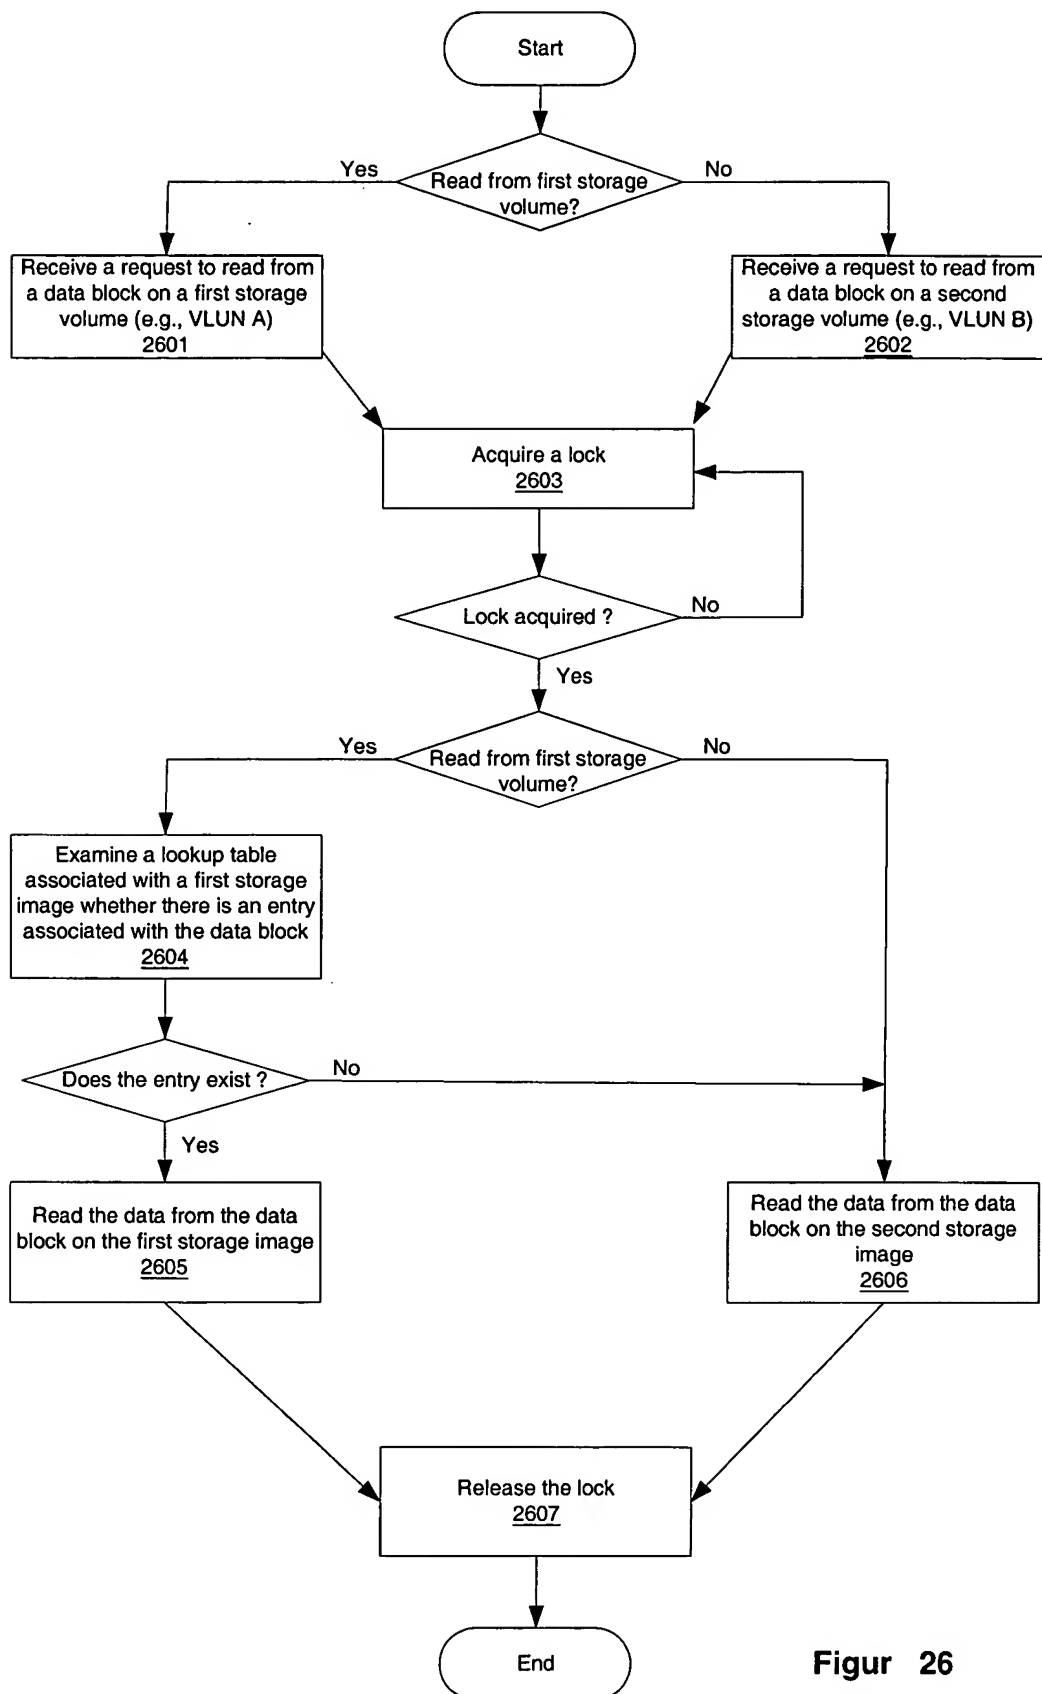 Start
Yes
Read from first storage
volume?
No
Receive a request to read from
a data block on a first storage
volume (e.g., VLUN A)
2601
Receive a request to read from
a data block on a second
storage volume (e.g., VLUN B)
2602
Acquire a lock
2603
Lock acquired ?
No
Yes
Yes
Read from first storage
volume?
No
Examine a lookup table
associated with a first storage
image whether there is an entry
associated with the data block
2604
Does the entry exist ?
No
Yes
Read the data from the data
block on the first storage image
2605
Read the data from the data
block on the second storage
image
2606
Release the lock
2607
End
Figur 26